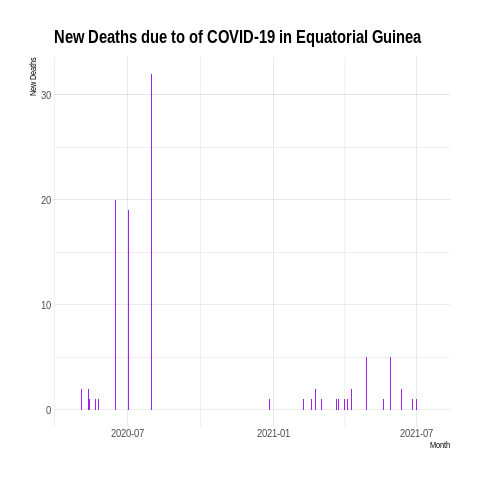 New Deaths due to of COVID-19 in Equatorial Guinea
New Deaths
30
20
10
0
2020-07
2021-01
2021-07
Month